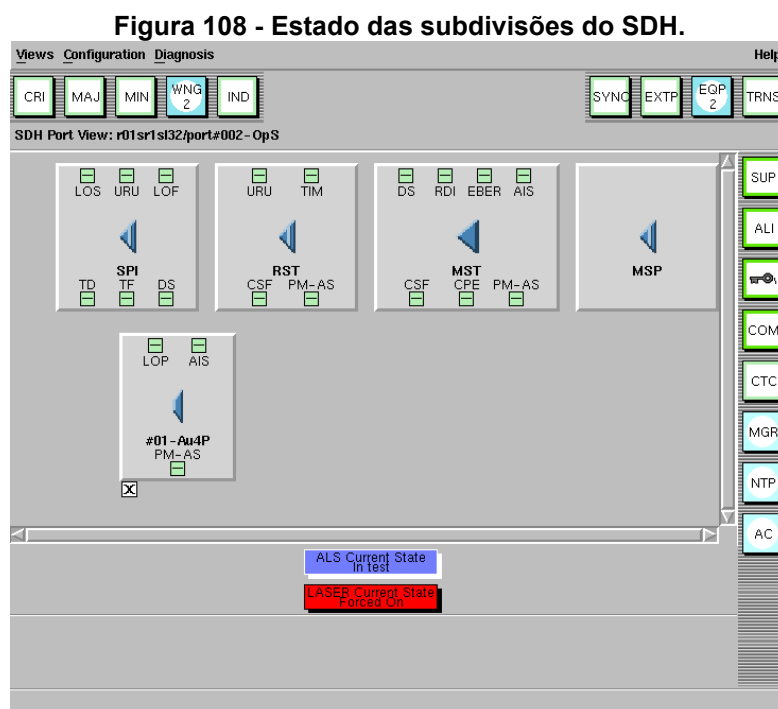 Figura 108 - Estado das subdivisões do SDH.
Views Configuration Diagnosis Help
CRI MAJ MIN WNG 2 IND SYNC EXTP EQP 2 TRNS
SDH Port View: r01sr1sl32/port#002-OpS
LOS URU LOF
SPI
TD TF DS
URU TIM
RST
CSF PM-AS
DS RDI EBER AIS
MST
CSF CPE PM-AS
MSP
LOP AIS
#01-Au4P
PM-AS
X
SUP
ALI
COM
CTC
MGR
NTP
AC
ALS Current State
In test
LASER Current State
Forced On